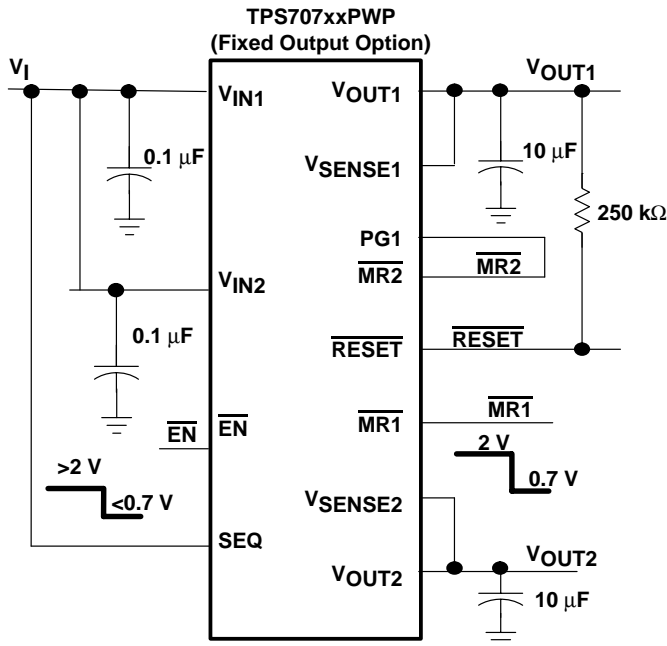 TPS707xxPWP
(Fixed Output Option)
VI
VIN1
VOUT1
VOUT1
0.1 μF
VSENSE1
10 μF
250 kΩ
PG1
MR2
MR2
VIN2
0.1 μF
RESET
RESET
EN
EN
MR1
MR1
>2 V
<0.7 V
2 V
0.7 V
VSENSE2
SEQ
VOUT2
VOUT2
10 μF